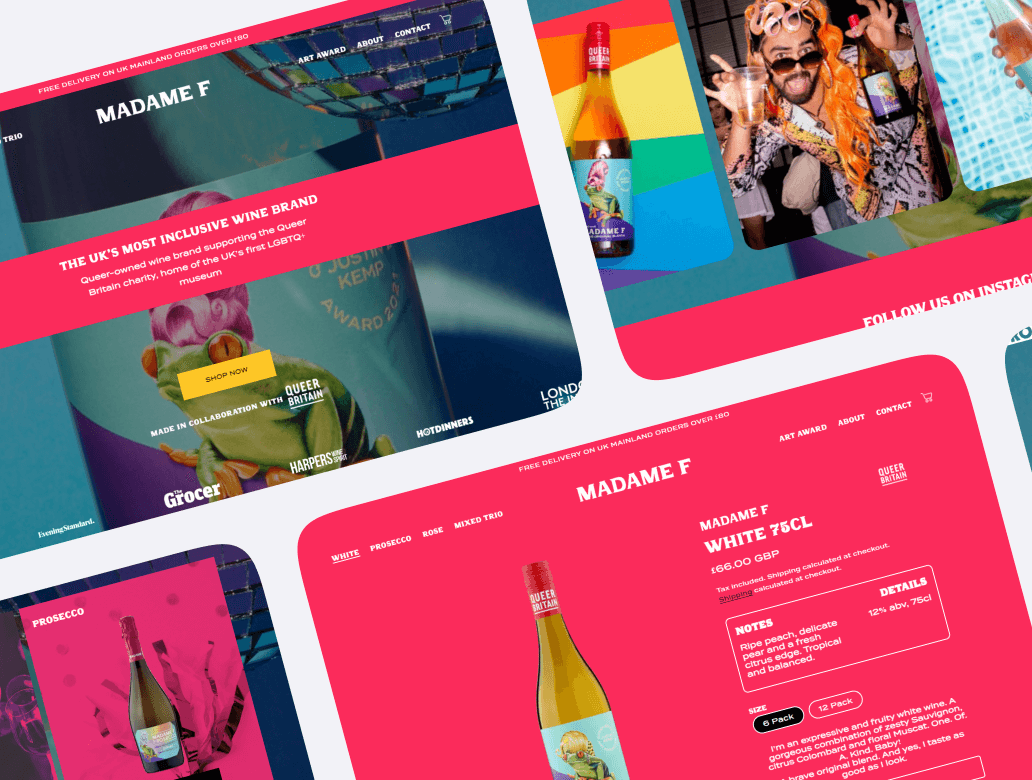 FREE DELIVERY ON UK MAINLAND ORDERS OVER £80
ART AWARD
ABOUT
CONTACT
MADAME F
TRIO
THE UK'S MOST INCLUSIVE WINE BRAND
Queer-owned wine brand supporting the Queer
Britain charity, home of the UK's first LGBTQ+
museum
JUSTIN
KEMP
AWARD
SHOP NOW
MADE IN COLLABORATION WITH
QUEER
BRITAIN
LONDON
THE IN
HOTDINNERS
HARPERS WINE & SPIRIT
The
Grocer
Evening Standard.
QUEER
BRITAIN
MADAME F
FOLLOW US ON INSTAG
PROSECCO
MADAME F
FREE DELIVERY ON UK MAINLAND ORDERS OVER £80
ART AWARD
ABOUT
CONTACT
MADAME F
WHITE
PROSECCO
ROSE
MIXED TRIO
QUEER
BRITAIN
QUEER
BRITAIN
MADAME F
WHITE 75CL
£66.00 GBP
Tax included. Shipping calculated at checkout.
Shipping calculated at checkout.
NOTES
Ripe peach, delicate
pear and a fresh
citrus edge. Tropical
and balanced.
DETAILS
12% abv, 75cl
SIZE
6 Pack
12 Pack
I'm an expressive and fruity white wine. A
gorgeous combination of zesty Sauvignon,
citrus Colombard and floral Muscat. One. Of.
A. Kind. Baby!
brave original blend. And yes, I taste as
good as I look.